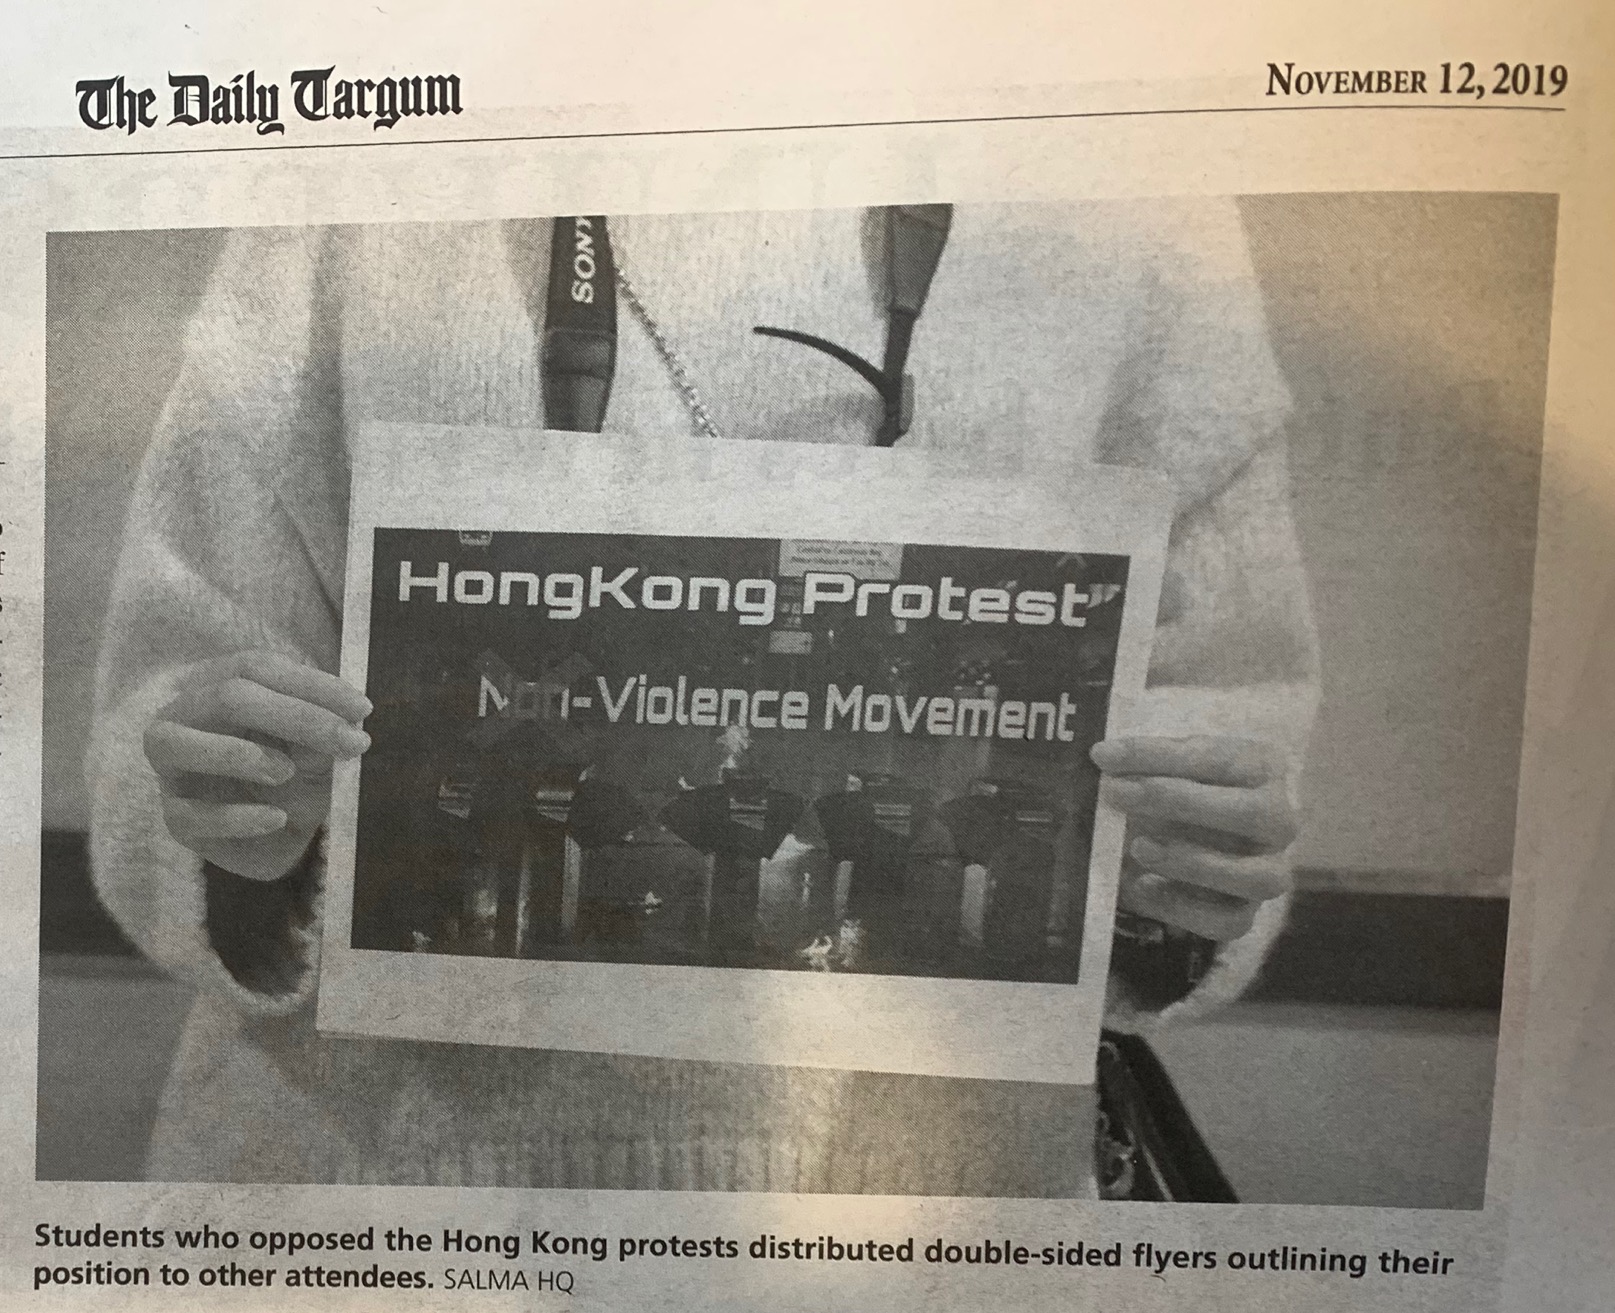 The Daily Targum
NOVEMBER 12, 2019
SONY
HongKong Protest"
Non-Violence Movement
Students who opposed the Hong Kong protests distributed double-sided flyers outlining their
position to other attendees. SALMA HQ